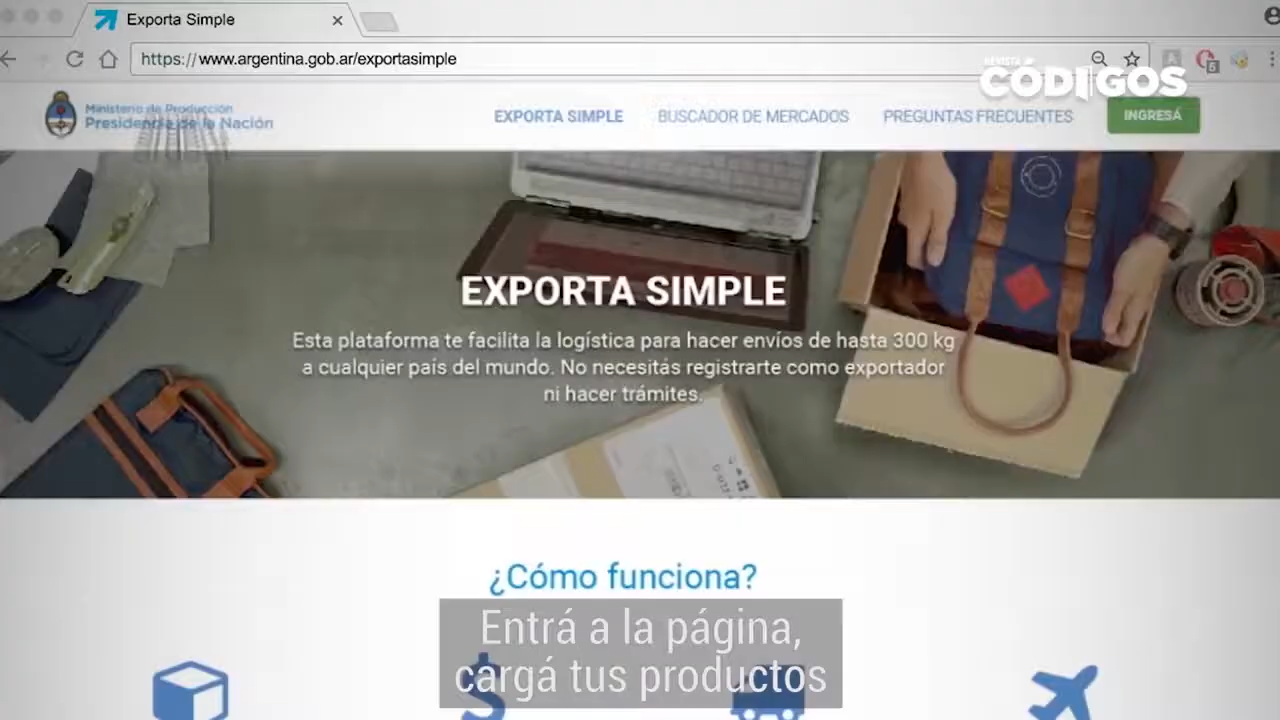 Exporta Simple
https://www.argentina.gob.ar/exportasimple
REVISTA
CÓDIGOS
Ministerio de Producción
Presidencia de la Nación
EXPORTA SIMPLE
BUSCADOR DE MERCADOS
PREGUNTAS FRECUENTES
INGRESÁ
EXPORTA SIMPLE
Esta plataforma te facilita la logística para hacer envíos de hasta 300 kg
a cualquier país del mundo. No necesitás registrarte como exportador
ni hacer trámites.
¿Cómo funciona?
Entrá a la página,
cargá tus productos